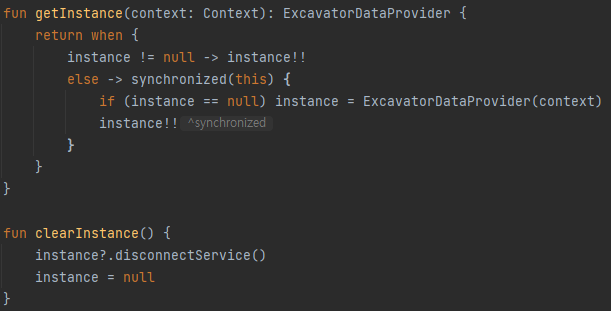 fun getInstance(context: Context): ExcavatorDataProvider {
    return when {
        instance != null -> instance!!
        else -> synchronized(this) {
            if (instance == null) instance = ExcavatorDataProvider(context)
            instance!! ^synchronized
        }
    }
}

fun clearInstance() {
    instance?.disconnectService()
    instance = null
}